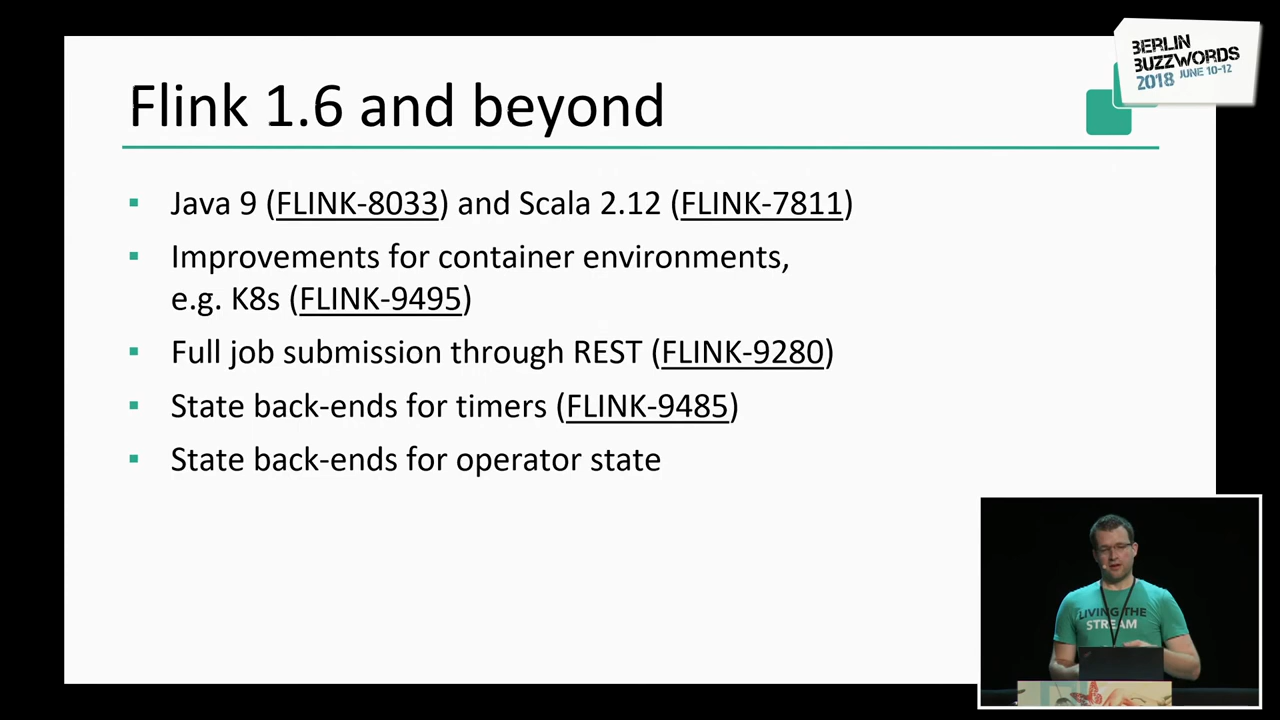 BERLIN
BUZZWORDS
2018 JUNE 10-12
Flink 1.6 and beyond
Java 9 (FLINK-8033) and Scala 2.12 (FLINK-7811)
Improvements for container environments,
e.g. K8s (FLINK-9495)
Full job submission through REST (FLINK-9280)
State back-ends for timers (FLINK-9485)
State back-ends for operator state
LIVING THE
STREAM